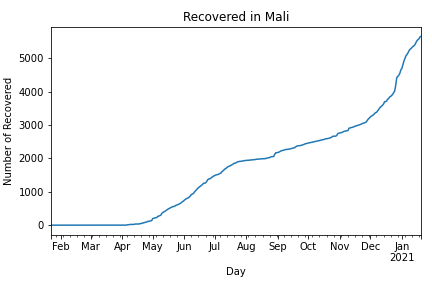 Recovered in Mali
Number of Recovered
5000
4000
3000
2000
1000
0
Feb Mar Apr May Jun Jul Aug Sep Oct Nov Dec Jan
2021
Day